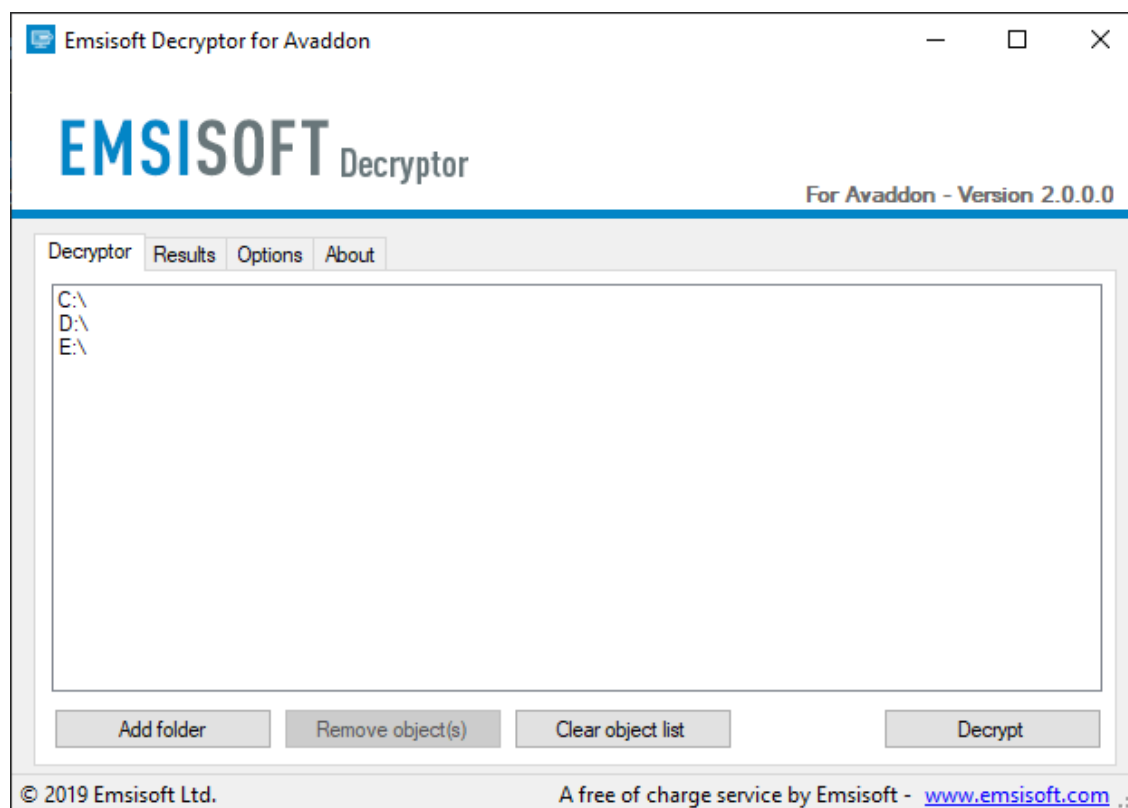 Emsisoft Decryptor for Avaddon
EMSISOFT Decryptor
For Avaddon - Version 2.0.0.0
Decryptor Results Options About
C:\
D:\
E:\
Add folder Remove object(s) Clear object list Decrypt
© 2019 Emsisoft Ltd. A free of charge service by Emsisoft - www.emsisoft.com